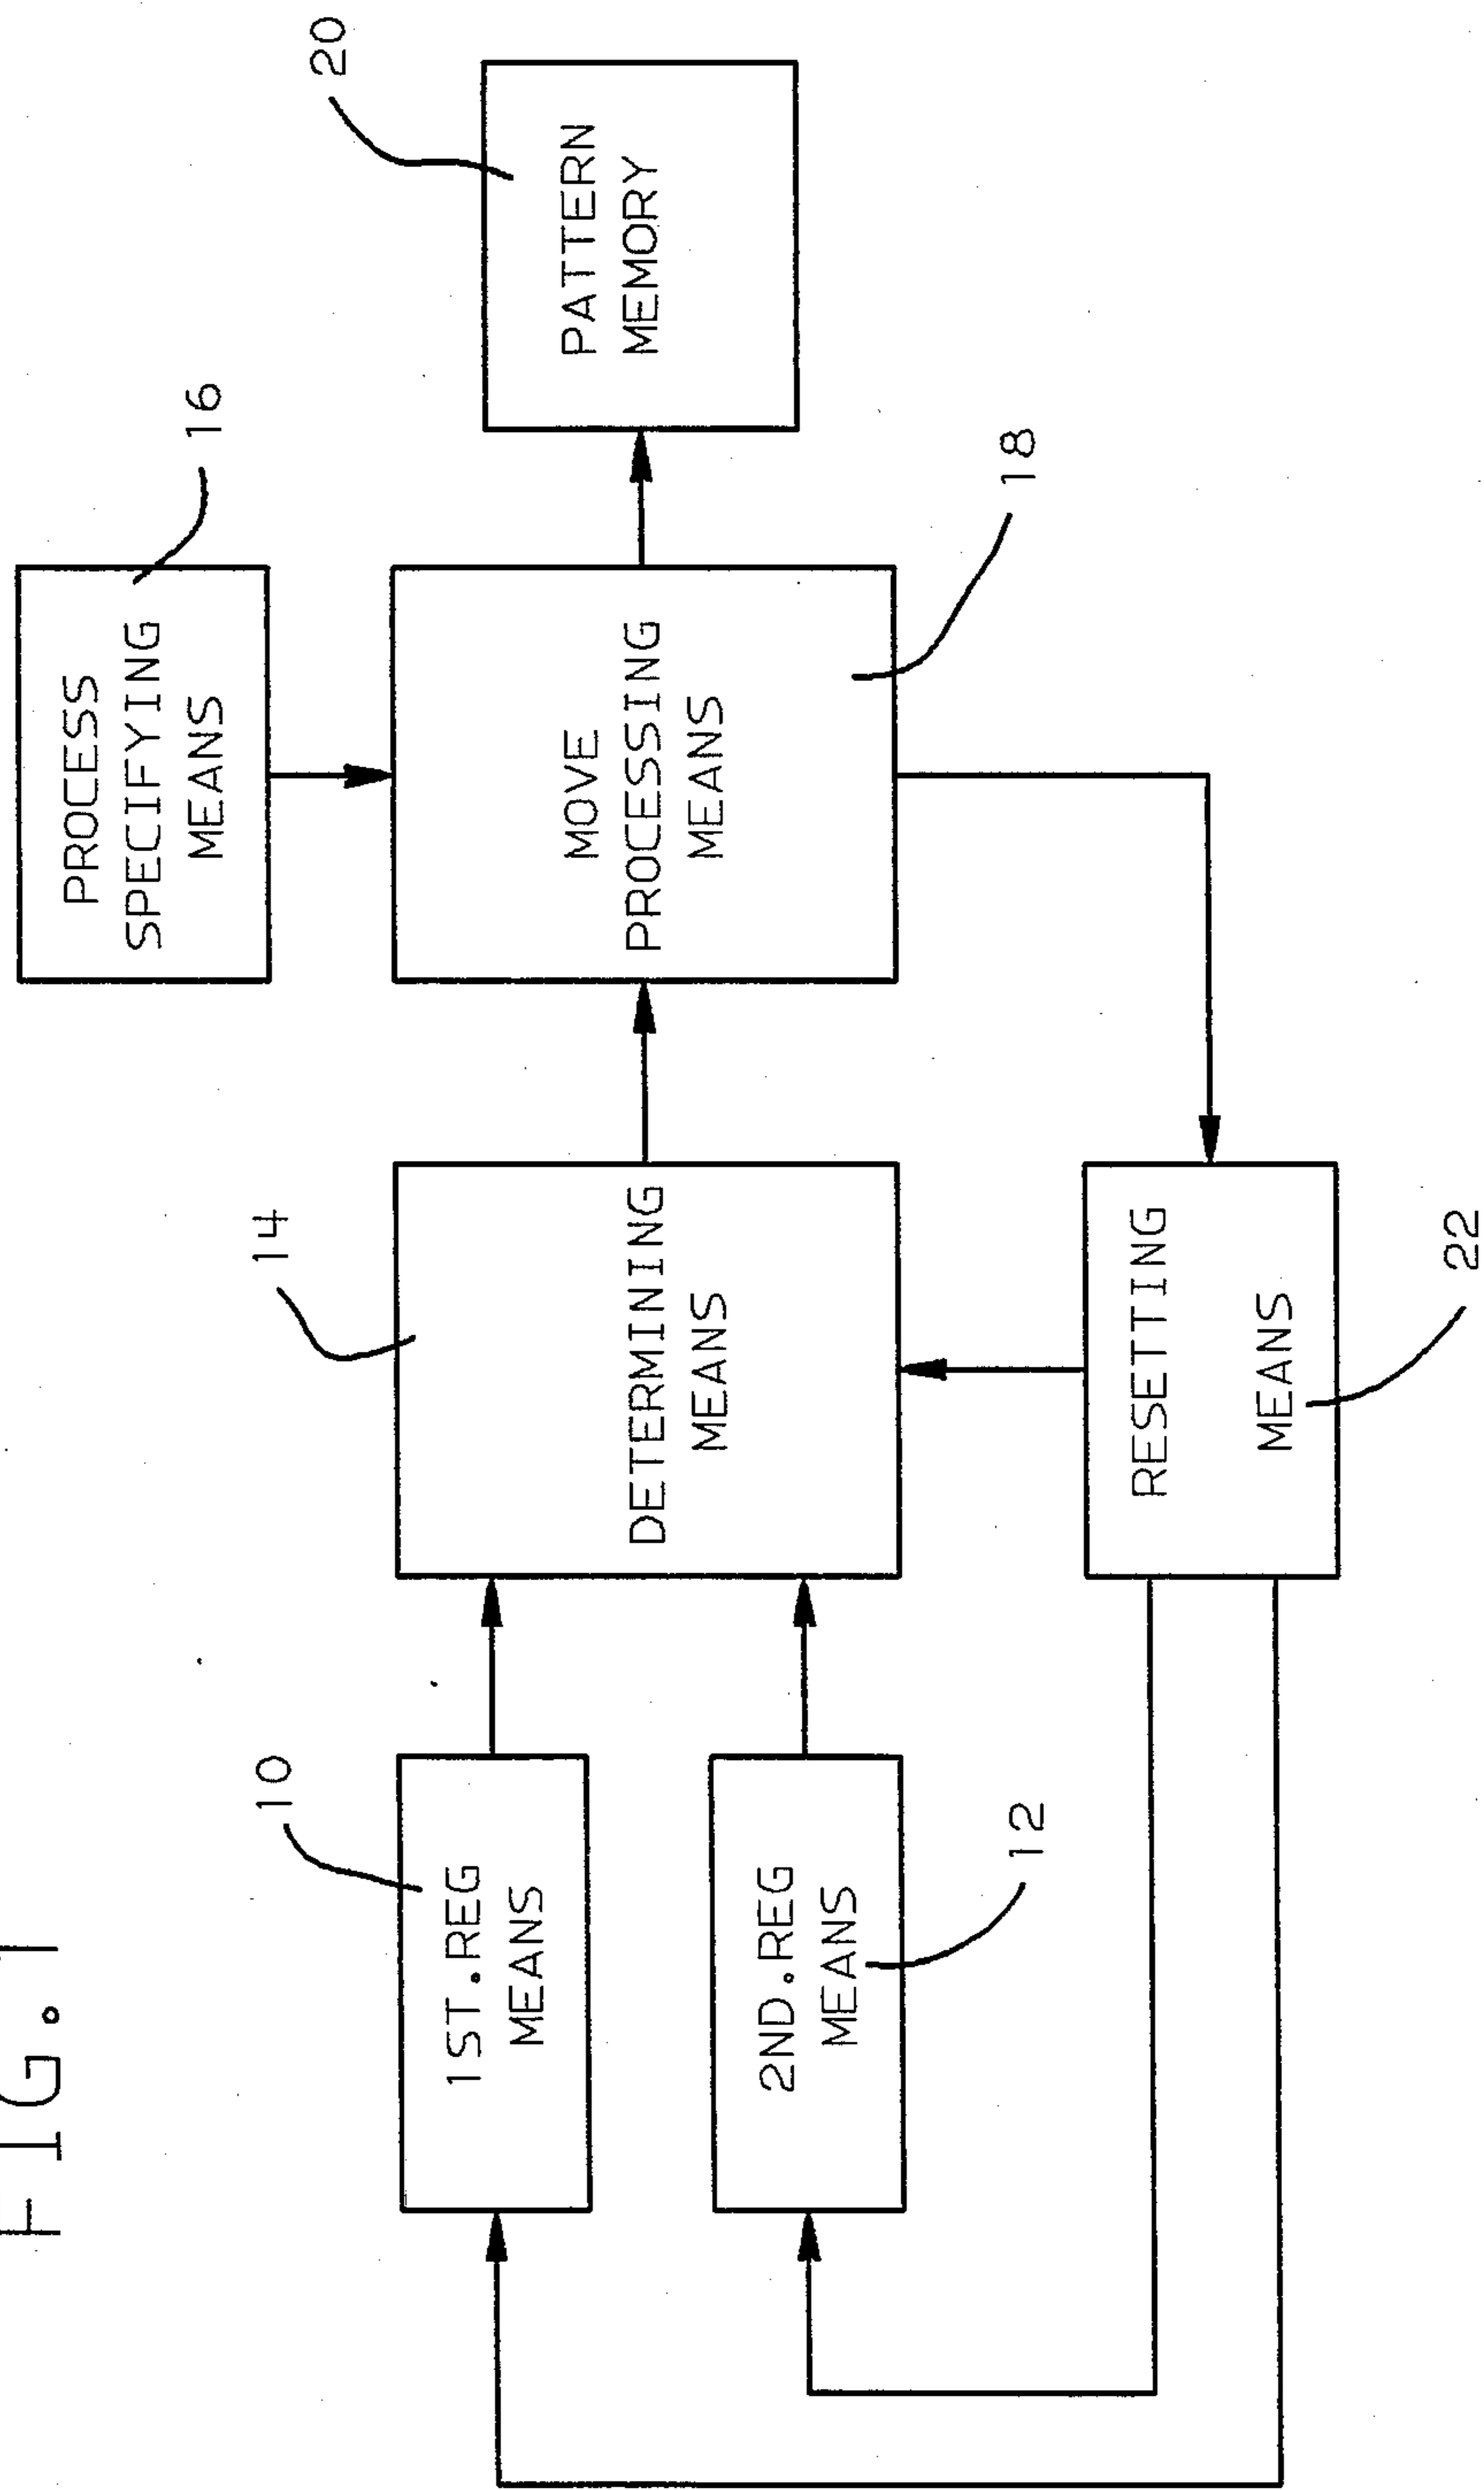 FIG. 1
PROCESS
SPECIFYING
MEANS
16
20
14
10
1ST.REG
MEANS
DETERMINING
MEANS
MOVE
PROCESSING
MEANS
PATTERN
MEMORY
2ND.REG
MEANS
12
18
RESETTING
MEANS
22